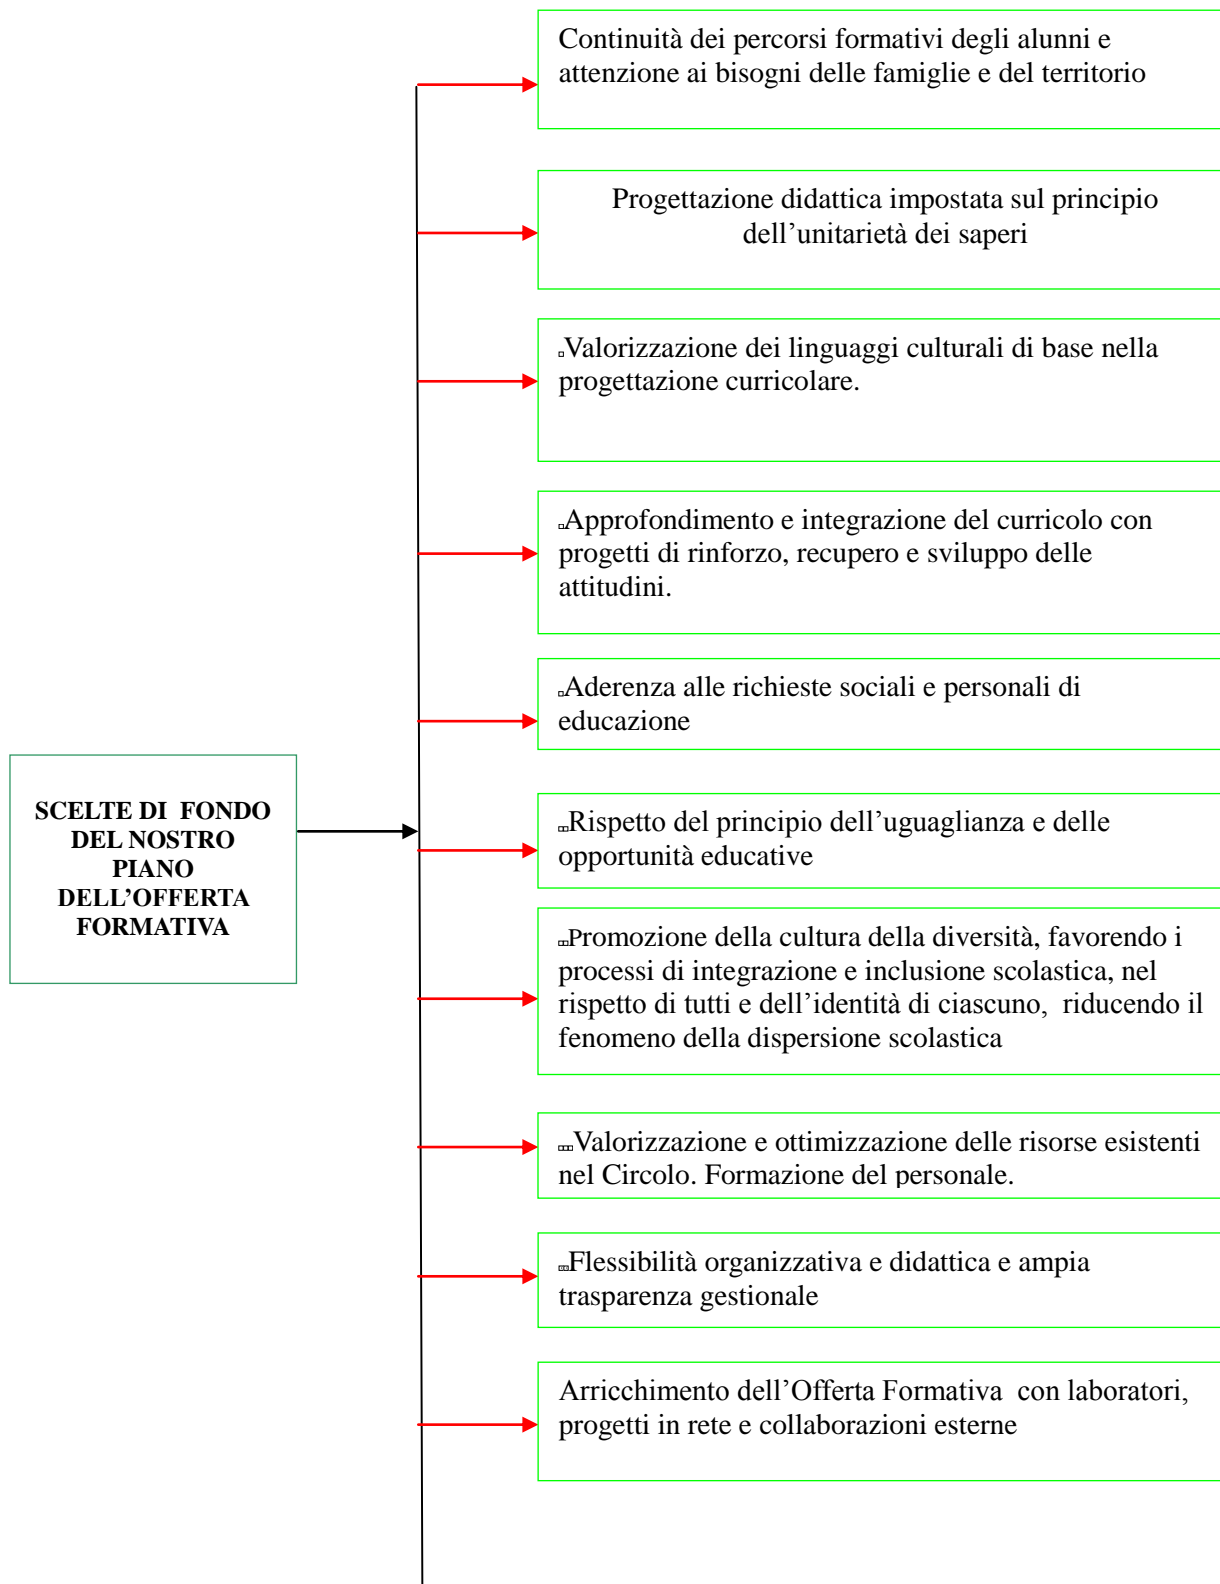 Continuità dei percorsi formativi degli alunni e
attenzione ai bisogni delle famiglie e del territorio
Progettazione didattica impostata sul principio
dell’unitarietà dei saperi
Valorizzazione dei linguaggi culturali di base nella
progettazione curricolare.
Approfondimento e integrazione del curricolo con
progetti di rinforzo, recupero e sviluppo delle
attitudini.
Aderenza alle richieste sociali e personali di
educazione
SCELTE DI FONDO
DEL NOSTRO
PIANO
DELL’OFFERTA
FORMATIVA
Rispetto del principio dell’uguaglianza e delle
opportunità educative
Promozione della cultura della diversità, favorendo i
processi di integrazione e inclusione scolastica, nel
rispetto di tutti e dell’identità di ciascuno, riducendo il
fenomeno della dispersione scolastica
Valorizzazione e ottimizzazione delle risorse esistenti
nel Circolo. Formazione del personale.
Flessibilità organizzativa e didattica e ampia
trasparenza gestionale
Arricchimento dell’Offerta Formativa con laboratori,
progetti in rete e collaborazioni esterne